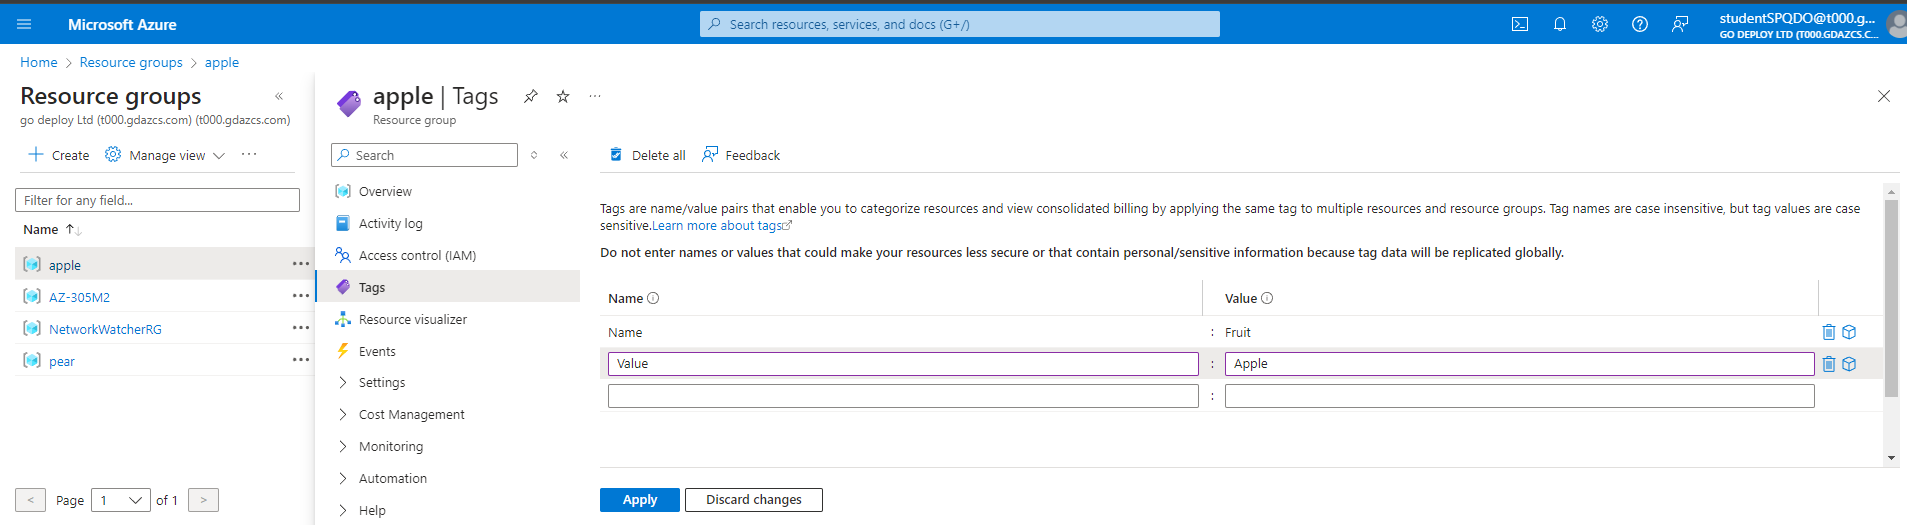 Microsoft Azure
Search resources, services, and docs (G+/)
studentSPQDO@t000.g...
GO DEPLOY LTD (T000.GDAZCS.C...
Home > Resource groups > apple
Resource groups
go deploy Ltd (t000.gdazcs.com) (t000.gdazcs.com)
Create
Manage view
Filter for any field...
Name
apple
AZ-305M2
NetworkWatcherRG
pear
< Page 1 of 1 >
apple | Tags
Resource group
Search
Overview
Activity log
Access control (IAM)
Tags
Resource visualizer
Events
Settings
Cost Management
Monitoring
Automation
Help
Delete all
Feedback
Tags are name/value pairs that enable you to categorize resources and view consolidated billing by applying the same tag to multiple resources and resource groups. Tag names are case insensitive, but tag values are case
sensitive.Learn more about tags
Do not enter names or values that could make your resources less secure or that contain personal/sensitive information because tag data will be replicated globally.
Name Value
Name : Fruit
Value : Apple
:
Apply
Discard changes